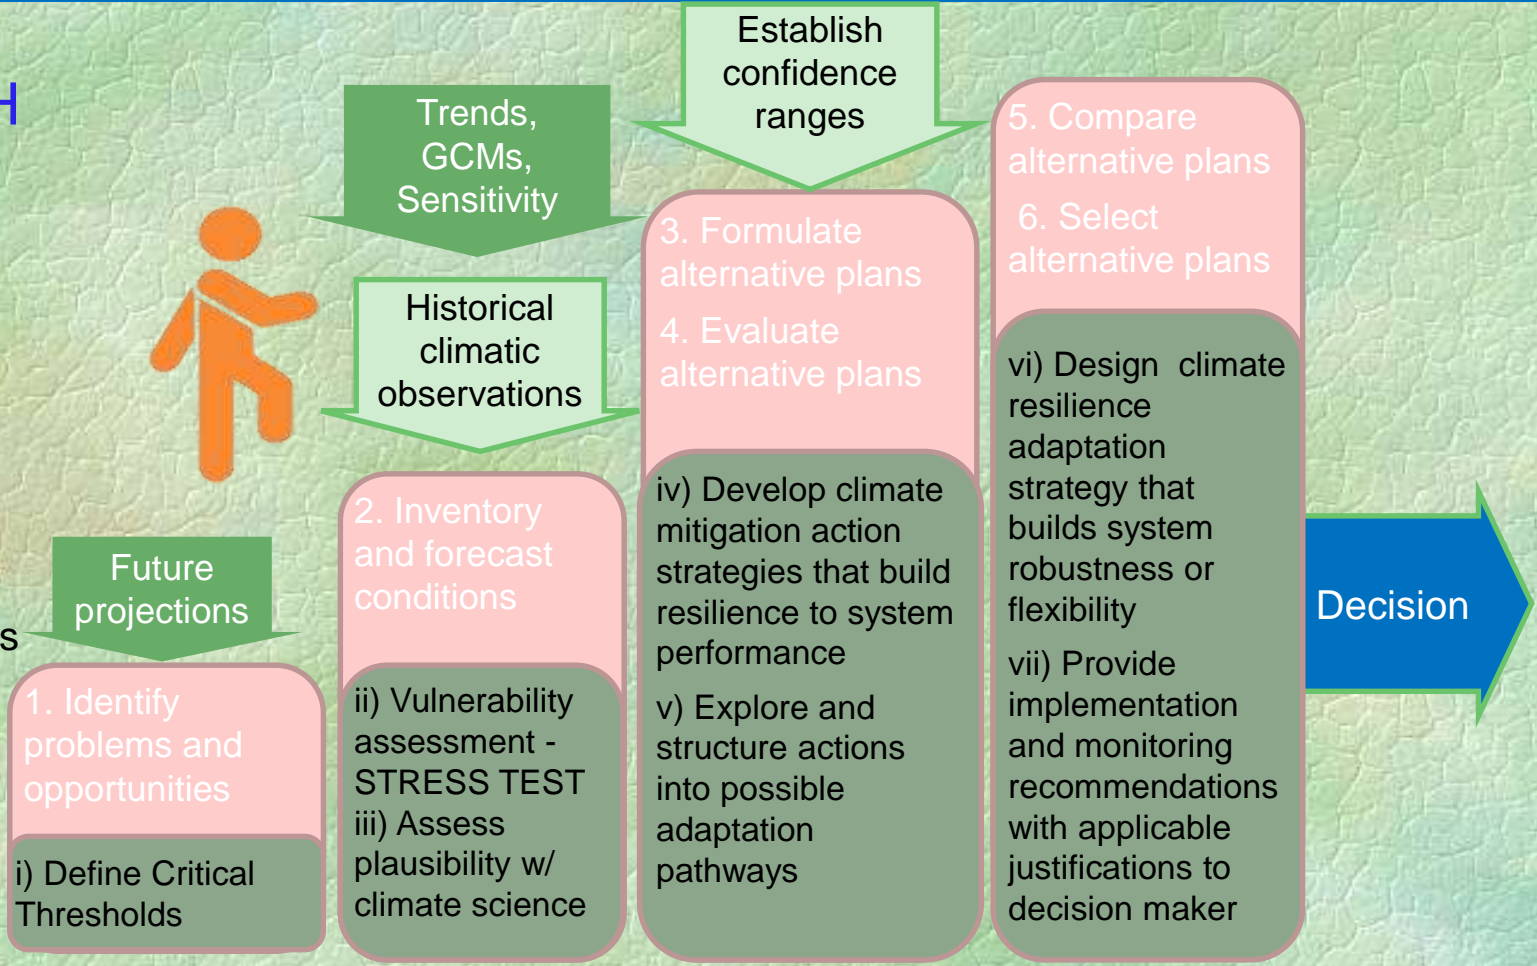 H
s
Future
projections
1. Identify
problems and
opportunities
i) Define Critical
Thresholds
Trends,
GCMs,
Sensitivity
Historical
climatic
observations
2. Inventory
and forecast
conditions
ii) Vulnerability
assessment -
STRESS TEST
iii) Assess
plausibility w/
climate science
Establish
confidence
ranges
3. Formulate
alternative plans
4. Evaluate
alternative plans
iv) Develop climate
mitigation action
strategies that build
resilience to system
performance
v) Explore and
structure actions
into possible
adaptation
pathways
5. Compare
alternative plans
6. Select
alternative plans
vi) Design climate
resilience
adaptation
strategy that
builds system
robustness or
flexibility
vii) Provide
implementation
and monitoring
recommendations
with applicable
justifications to
decision maker
Decision